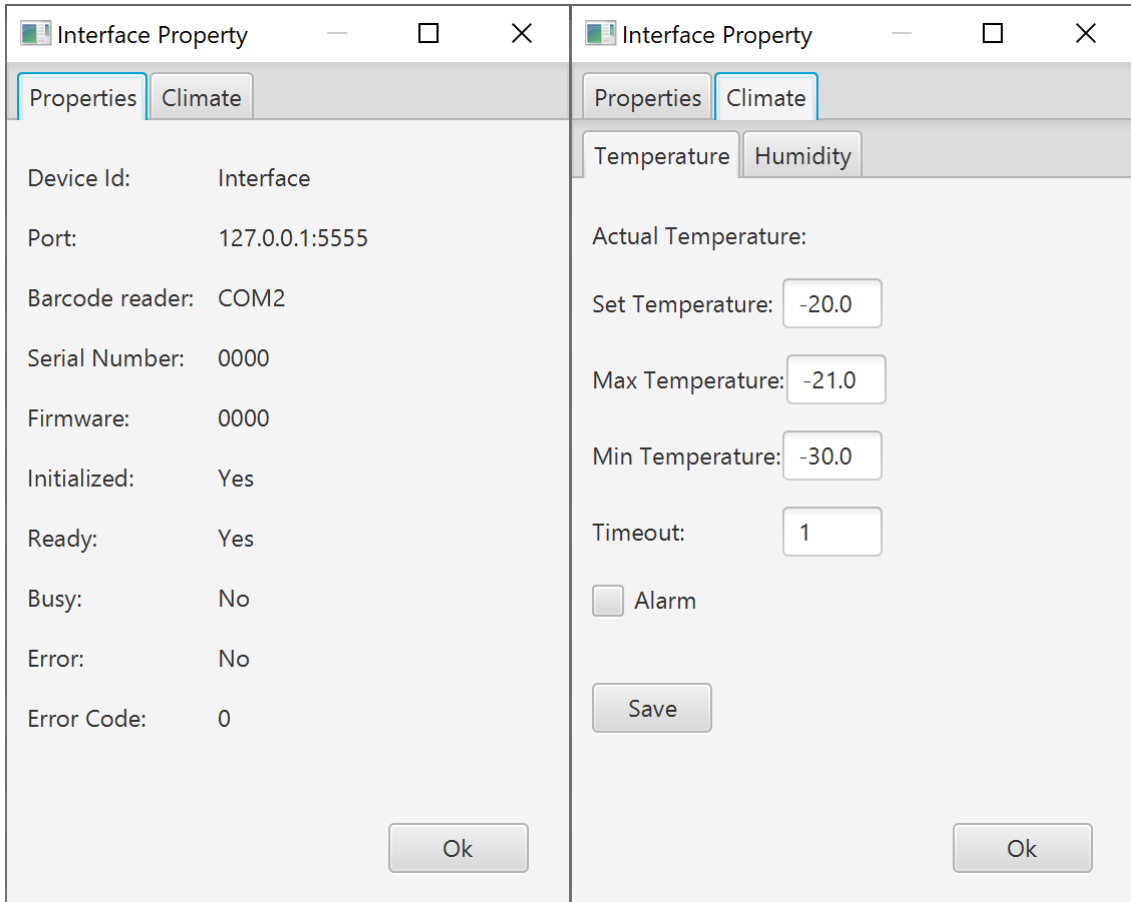 Interface Property
Properties Climate
Device Id: Interface
Port: 127.0.0.1:5555
Barcode reader: COM2
Serial Number: 0000
Firmware: 0000
Initialized: Yes
Ready: Yes
Busy: No
Error: No
Error Code: 0
Ok
Interface Property
Properties Climate
Temperature Humidity
Actual Temperature:
Set Temperature: -20.0
Max Temperature: -21.0
Min Temperature: -30.0
Timeout: 1
Alarm
Save
Ok